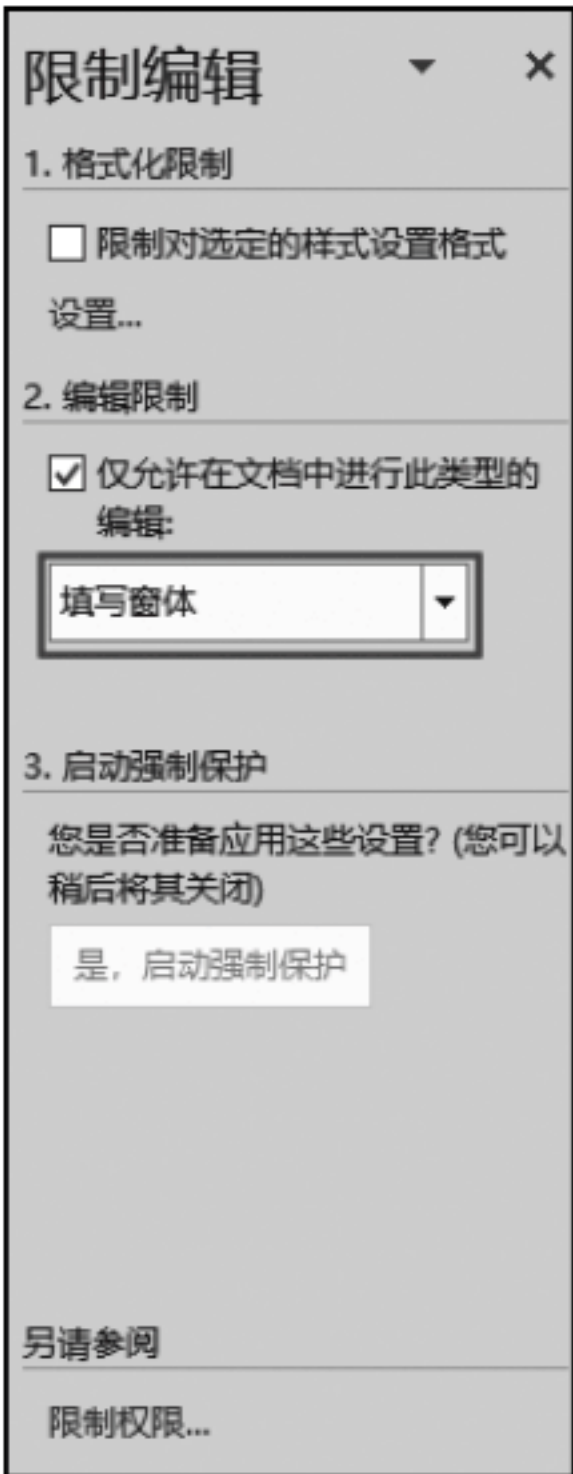 限制编辑
1. 格式化限制
限制对选定的样式设置格式
设置...
2. 编辑限制
仅允许在文档中进行此类型的
编辑:
填写窗体
3. 启动强制保护
您是否准备应用这些设置? (您可以
稍后将其关闭)
是，启动强制保护
另请参阅
限制权限...